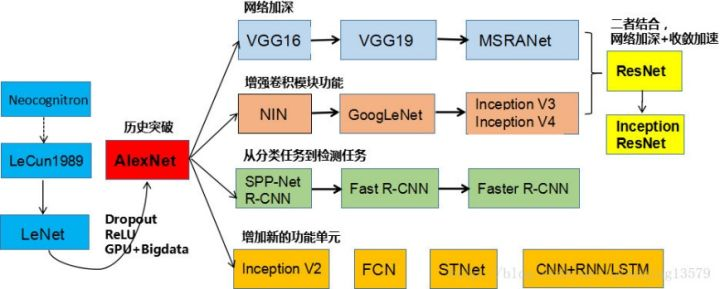 网络加深
VGG16
VGG19
MSRANet
二者结合，
网络加深+收敛加速
ResNet
Inception
ResNet
增强卷积模块功能
NIN
GoogLeNet
Inception V3
Inception V4
Neocognitron
LeCun1989
LeNet
历史突破
AlexNet
Dropout
ReLU
GPU+Bigdata
从分类任务到检测任务
SPP-Net
R-CNN
Fast R-CNN
Faster R-CNN
增加新的功能单元
Inception V2
FCN
STNet
CNN+RNN/LSTM